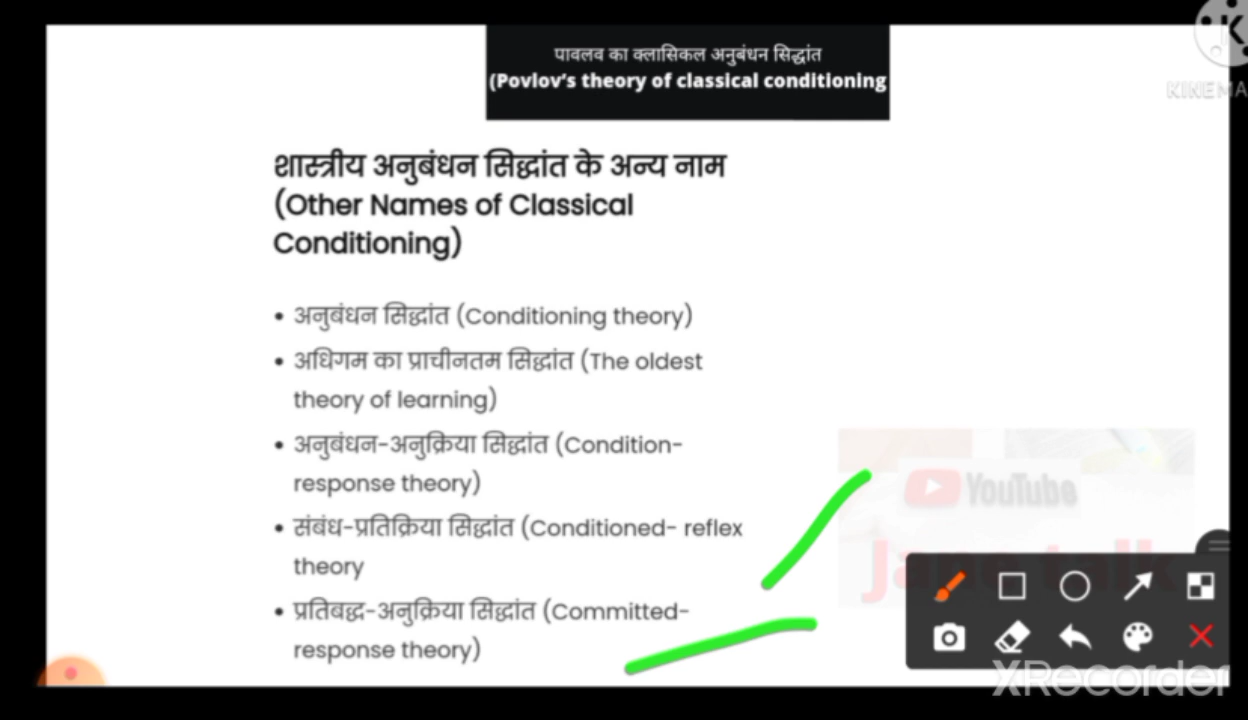 पावलव का क्लासिकल अनुबंधन सिद्धांत
(Povlov's theory of classical conditioning
KINEMA
शास्त्रीय अनुबंधन सिद्धांत के अन्य नाम
(Other Names of Classical
Conditioning)
• अनुबंधन सिद्धांत (Conditioning theory)
• अधिगम का प्राचीनतम सिद्धांत (The oldest
theory of learning)
• अनुबंधन-अनुक्रिया सिद्धांत (Condition-
response theory)
• संबंध-प्रतिक्रिया सिद्धांत (Conditioned- reflex
theory
• प्रतिबद्ध-अनुक्रिया सिद्धांत (Committed-
response theory)
YouTube
XRecorder